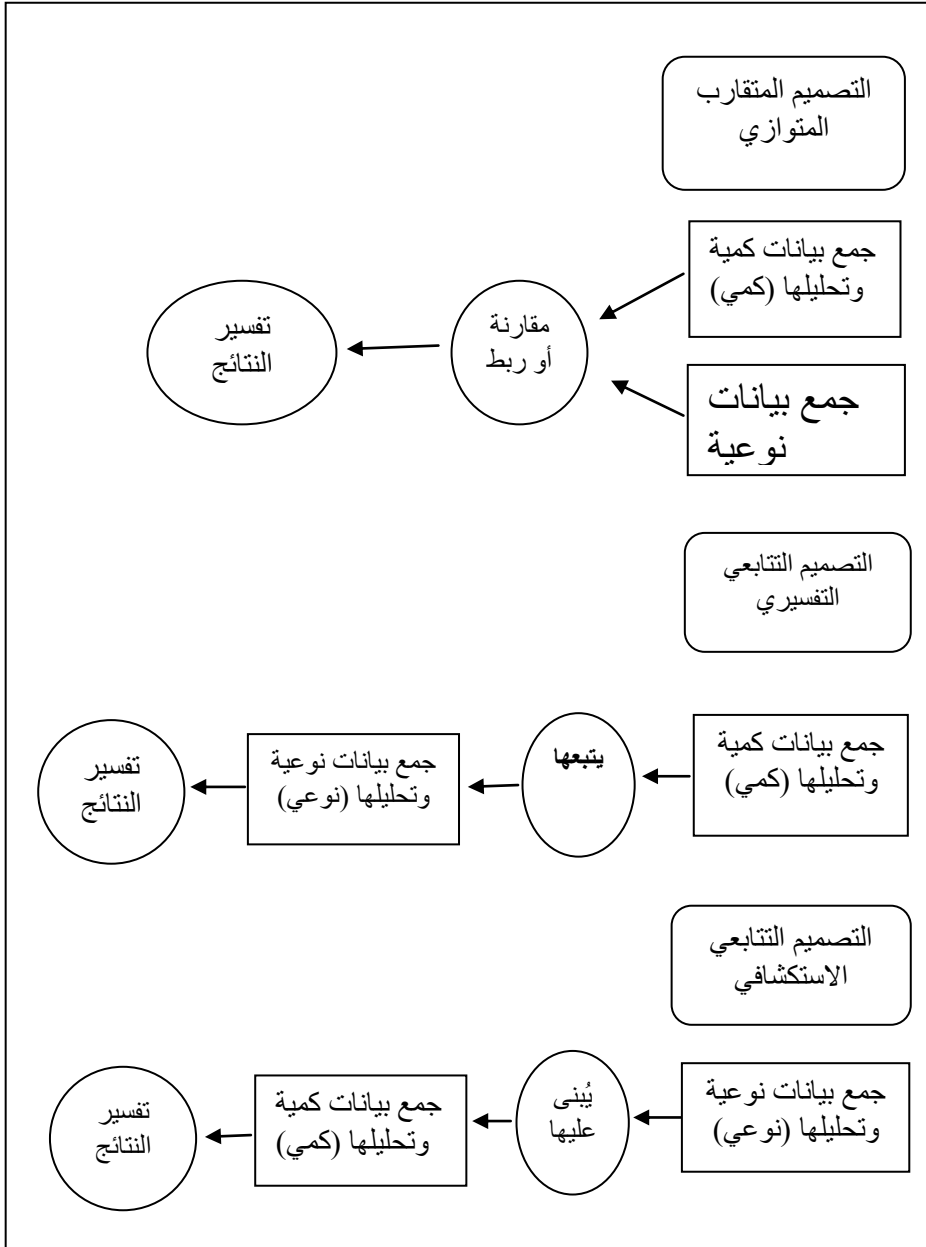 التصميم المتقارب
المتوازي
جمع بيانات كمية
وتحليلها (كمي)
جمع بيانات
نوعية
مقارنة
أو ربط
تفسير
النتائج
التصميم التتابعي
التفسيري
جمع بيانات كمية
وتحليلها (كمي)
يتبعها
جمع بيانات نوعية
وتحليلها (نوعي)
تفسير
النتائج
التصميم التتابعي
الاستكشافي
جمع بيانات نوعية
وتحليلها (نوعي)
يُبنى
عليها
جمع بيانات كمية
وتحليلها (كمي)
تفسير
النتائج